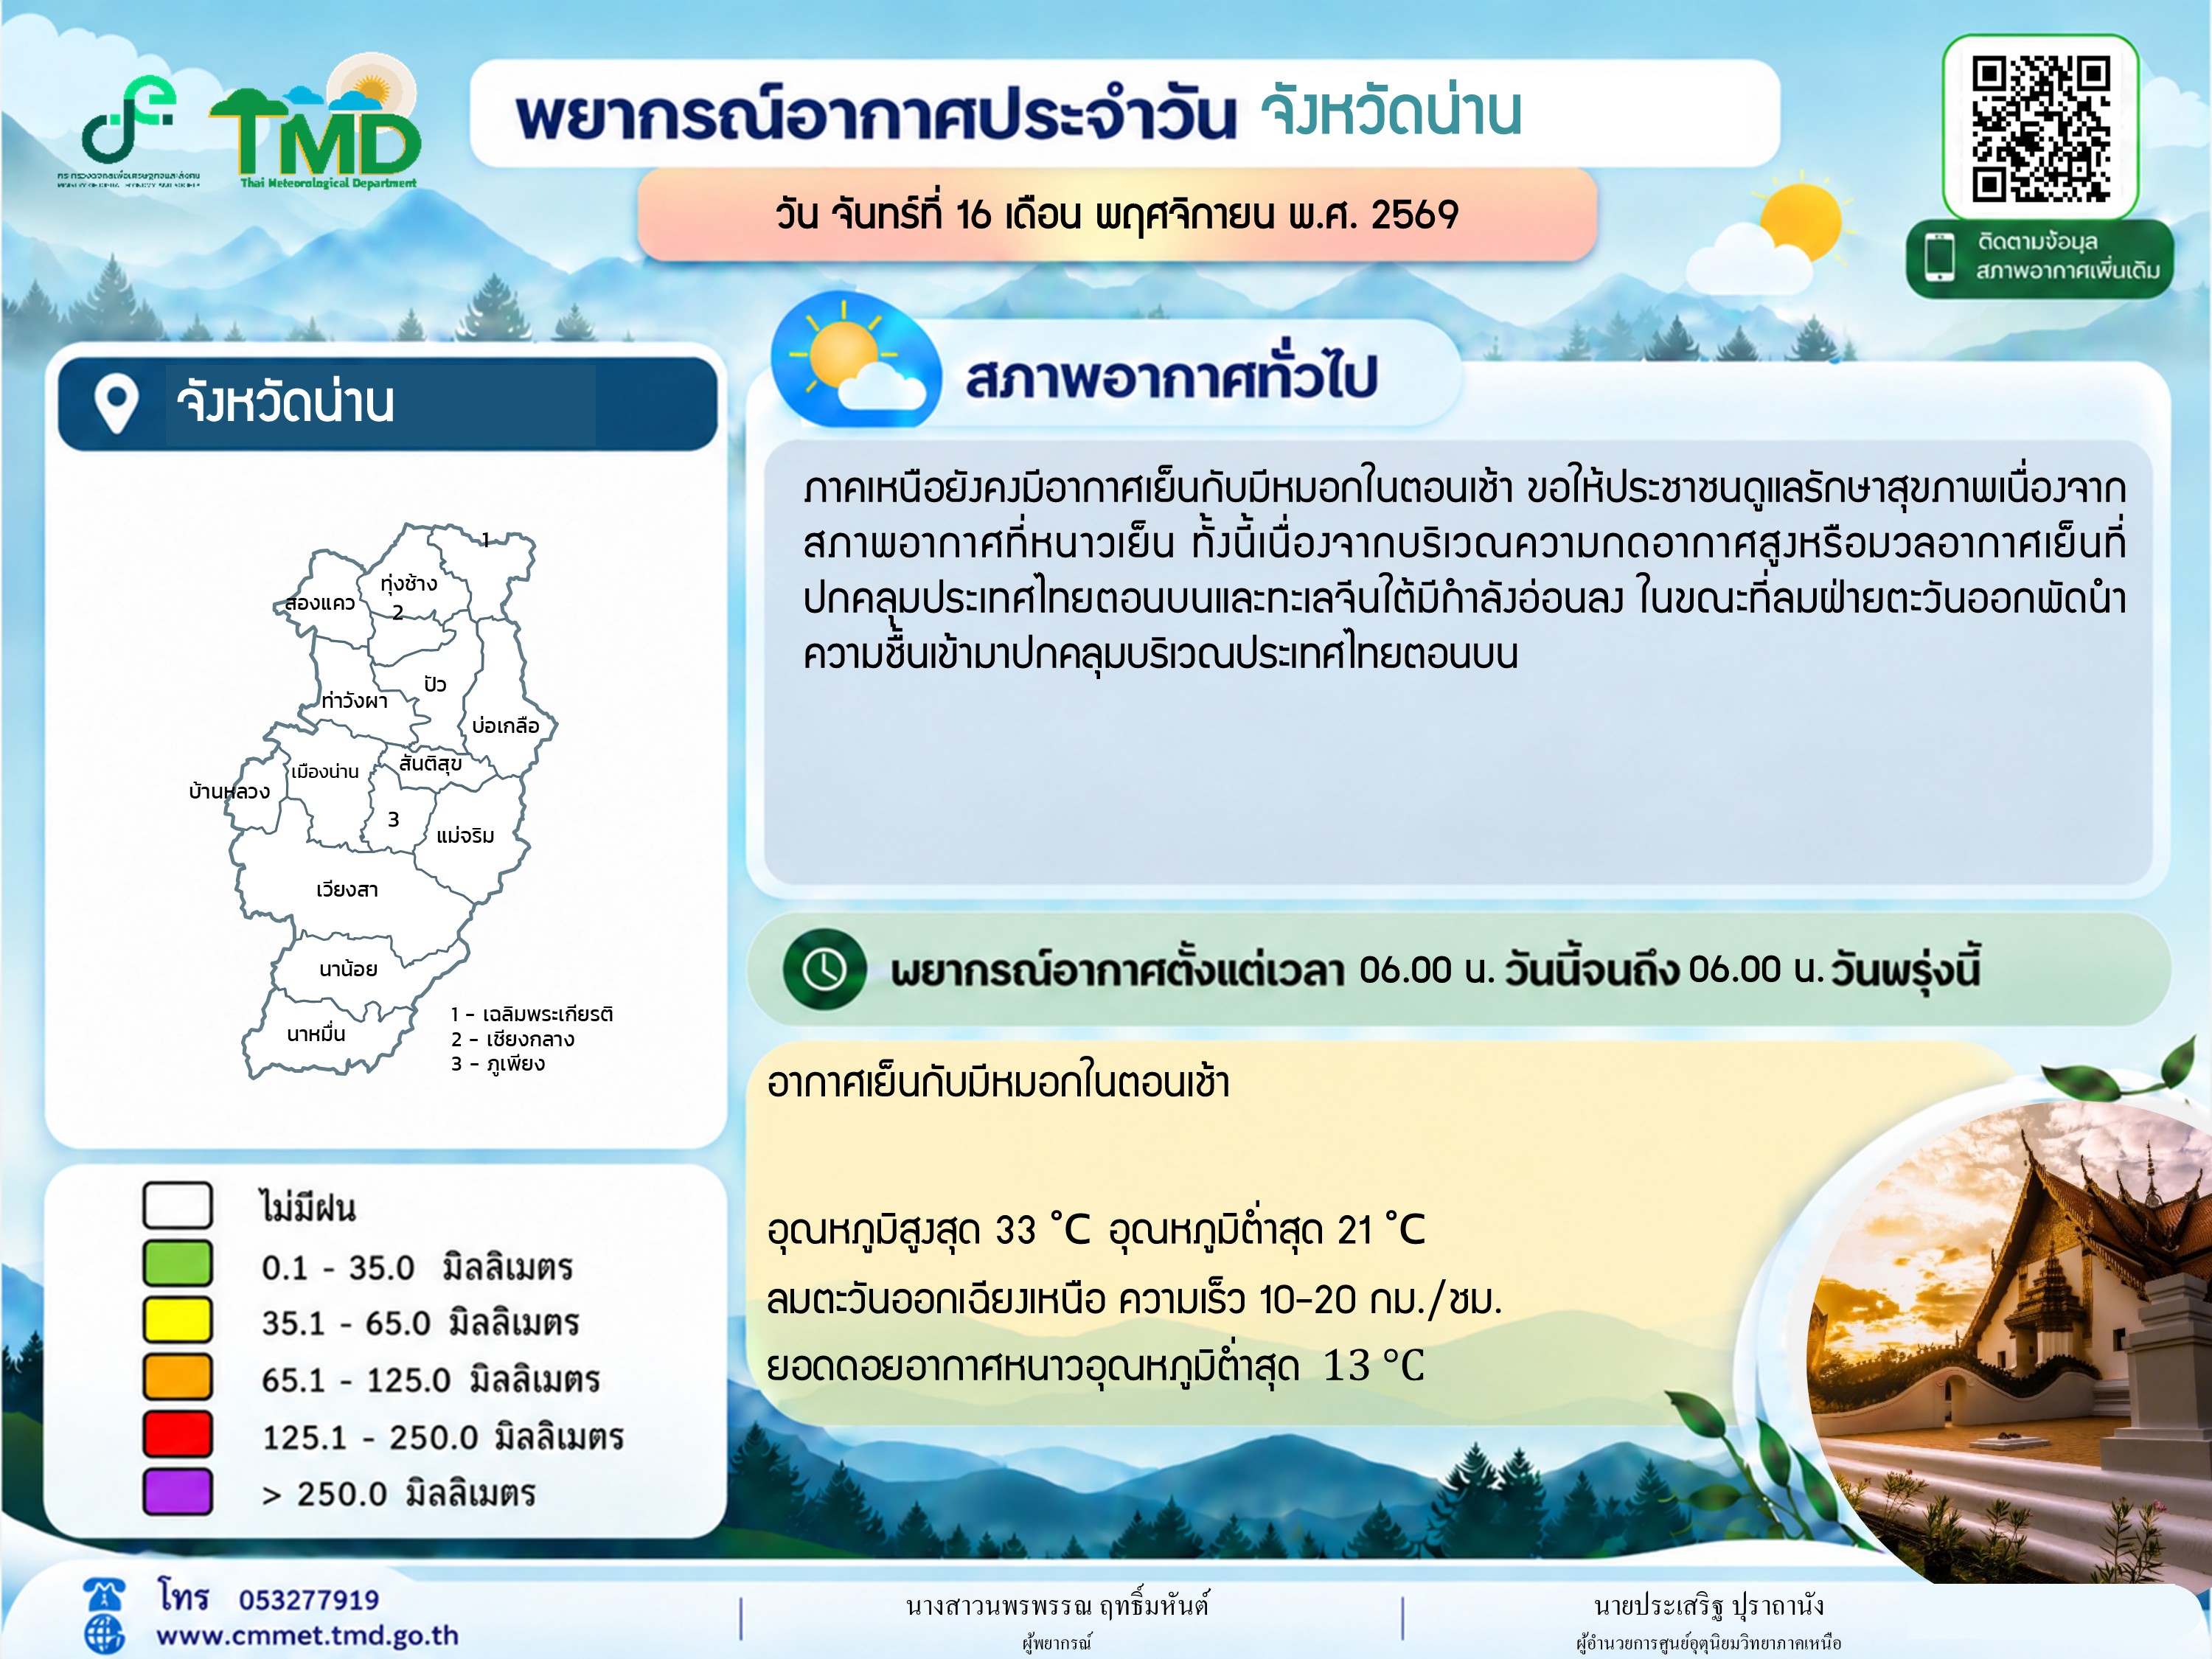 พยากรณ์อากาศประจำวัน จังหวัดน่าน
วัน จันทร์ที่ 16 เดือน พฤศจิกายน พ.ศ. 2569
TMD
Thai Meteorological Department
ติดตามข้อมูล
สภาพอากาศเพิ่มเติม
จังหวัดน่าน
1
ทุ่งช้าง
สองแคว
2
ปัว
ท่าวังผา
บ่อเกลือ
สันติสุข
เมืองน่าน
บ้านหลวง
3
แม่จริม
เวียงสา
นาน้อย
นาหมื่น
1 - เฉลิมพระเกียรติ
2 - เชียงกลาง
3 - ภูเพียง
ไม่มีฝน
0.1 - 35.0 มิลลิเมตร
35.1 - 65.0 มิลลิเมตร
65.1 - 125.0 มิลลิเมตร
125.1 - 250.0 มิลลิเมตร
> 250.0 มิลลิเมตร
สภาพอากาศทั่วไป
ภาคเหนือยังคงมีอากาศเย็นกับมีหมอกในตอนเช้า ขอให้ประชาชนดูแลรักษาสุขภาพเนื่องจาก
สภาพอากาศที่หนาวเย็น ทั้งนี้เนื่องจากบริเวณความกดอากาศสูงหรือมวลอากาศเย็นที่
ปกคลุมประเทศไทยตอนบนและทะเลจีนใต้มีกำลังอ่อนลง ในขณะที่ลมฝ่ายตะวันออกพัดนำ
ความชื้นเข้ามาปกคลุมบริเวณประเทศไทยตอนบน
พยากรณ์อากาศตั้งแต่เวลา 06.00 น. วันนี้จนถึง 06.00 น. วันพรุ่งนี้
อากาศเย็นกับมีหมอกในตอนเช้า
อุณหภูมิสูงสุด 33 °C อุณหภูมิต่ำสุด 21 °C
ลมตะวันออกเฉียงเหนือ ความเร็ว 10-20 กม./ชม.
ยอดดอยอากาศหนาวอุณหภูมิต่ำสุด 13 °C
โทร 053277919
www.cmmet.tmd.go.th
นางสาวนพรพรรณ ฤทธิ์มหันต์
ผู้พยากรณ์
นายประเสริฐ ปุราถานัง
ผู้อำนวยการศูนย์อุตุนิยมวิทยาภาคเหนือ